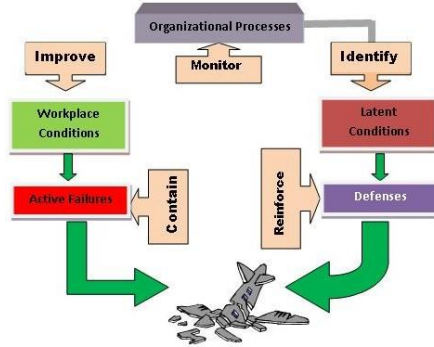 Organizational Processes
Improve
Monitor
Identify
Workplace
Conditions
Latent
Conditions
Active Failures
Contain
Reinforce
Defenses